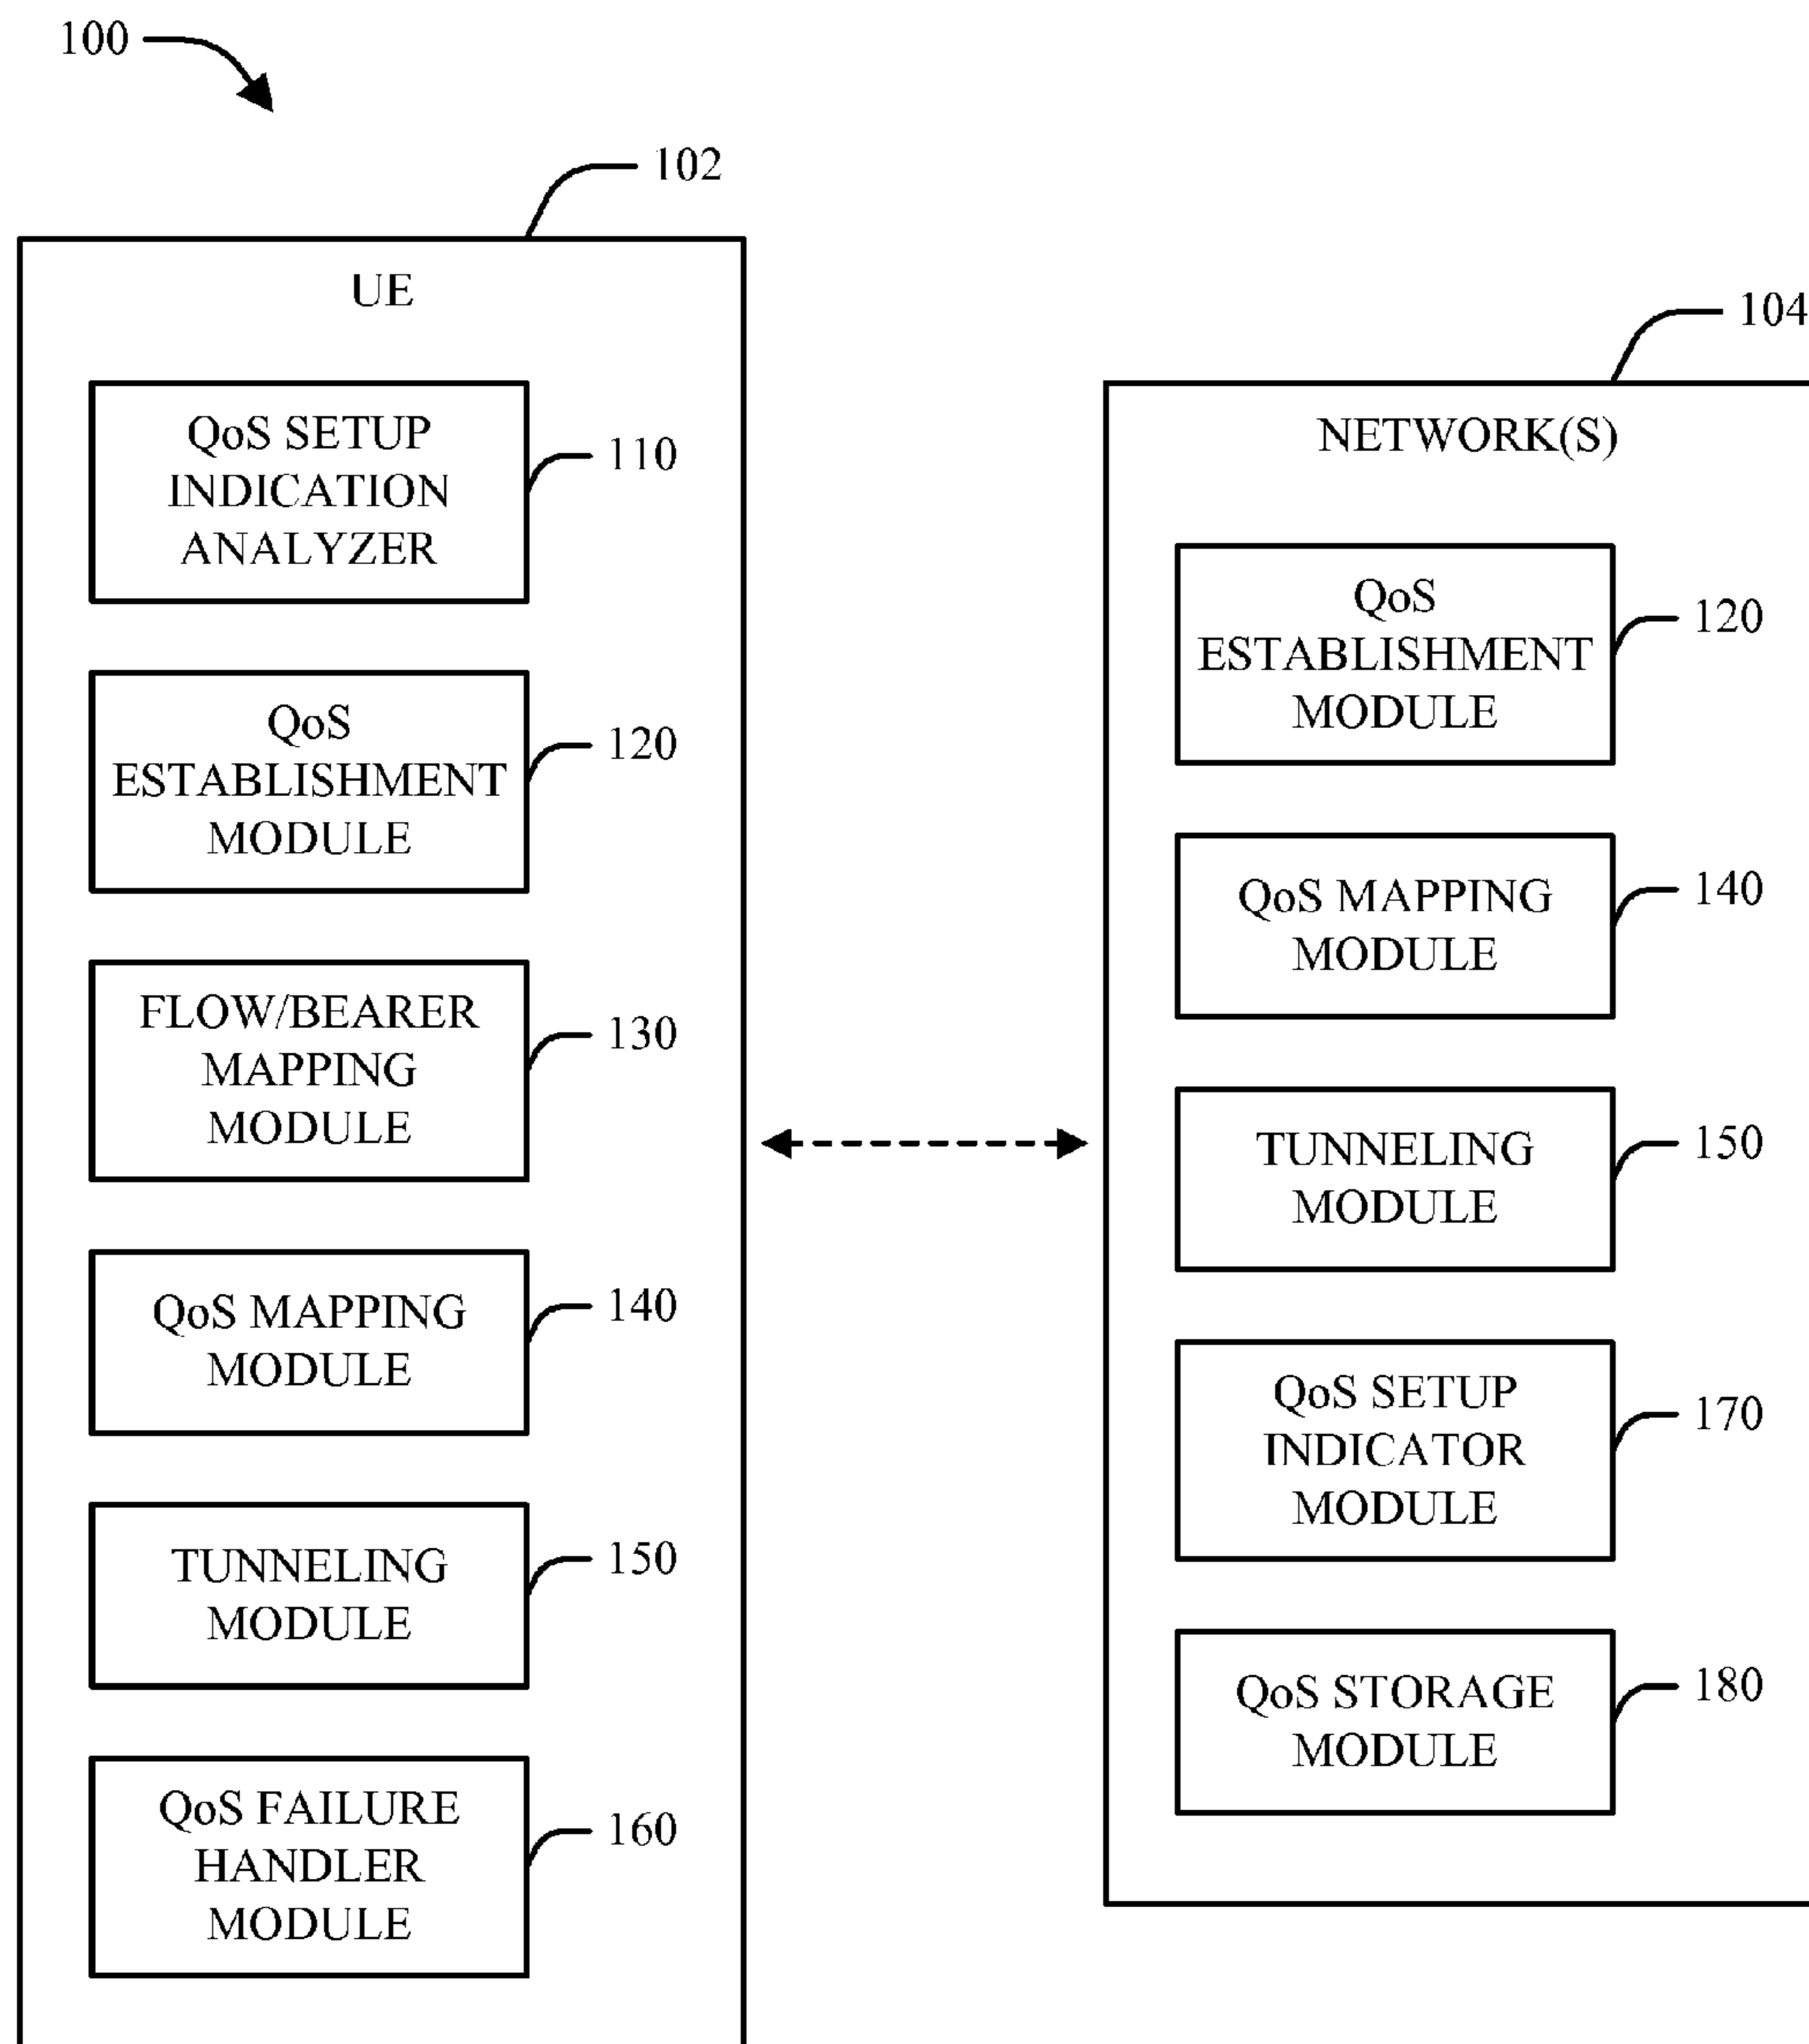 100
102
UE
QoS SETUP
INDICATION
ANALYZER
110
QoS
ESTABLISHMENT
MODULE
120
FLOW/BEARER
MAPPING
MODULE
130
QoS MAPPING
MODULE
140
TUNNELING
MODULE
150
QoS FAILURE
HANDLER
MODULE
160
104
NETWORK(S)
QoS
ESTABLISHMENT
MODULE
120
QoS MAPPING
MODULE
140
TUNNELING
MODULE
150
QoS SETUP
INDICATOR
MODULE
170
QoS STORAGE
MODULE
180